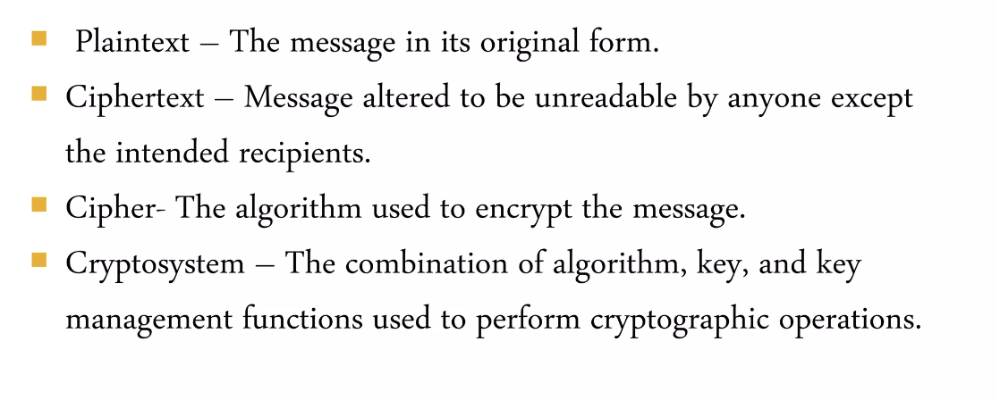 Plaintext – The message in its original form.
Ciphertext – Message altered to be unreadable by anyone except
the intended recipients.
Cipher- The algorithm used to encrypt the message.
Cryptosystem – The combination of algorithm, key, and key
management functions used to perform cryptographic operations.